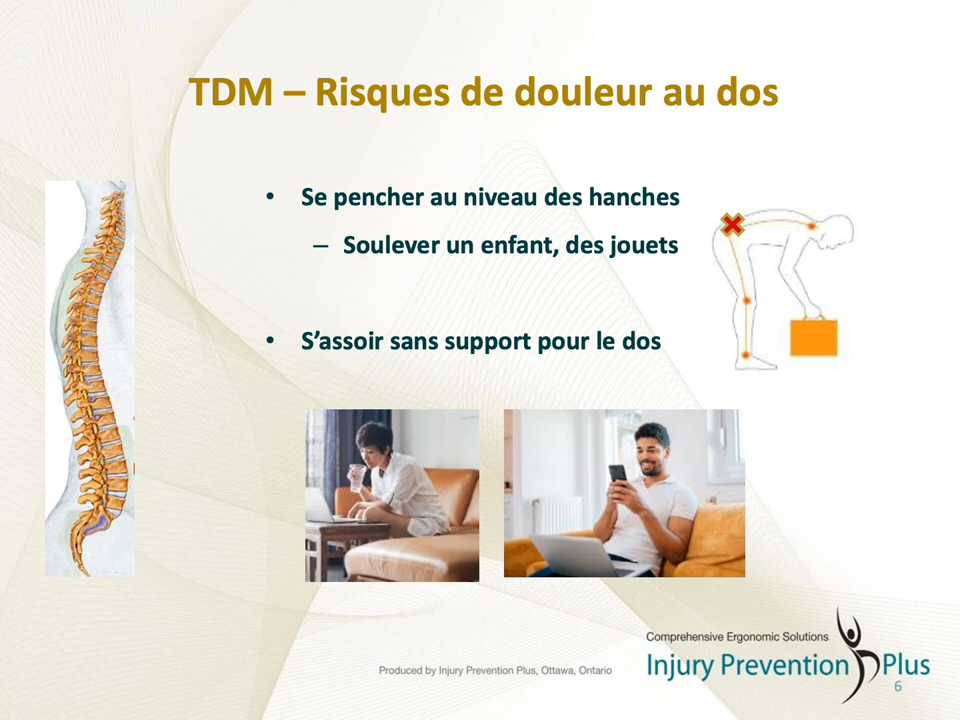 TDM – Risques de douleur au dos
• Se pencher au niveau des hanches
– Soulever un enfant, des jouets
• S’assoir sans support pour le dos
Comprehensive Ergonomic Solutions
Injury Prevention Plus
Produced by Injury Prevention Plus, Ottawa, Ontario
6